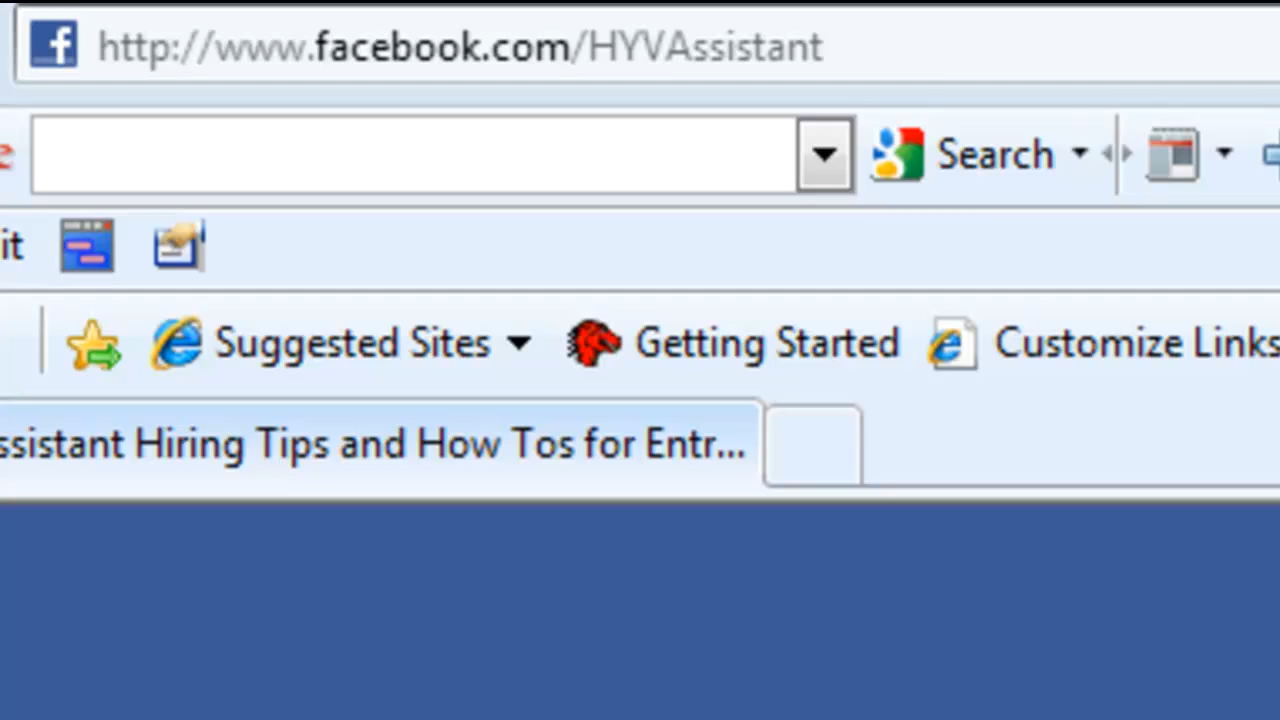 http://www.facebook.com/HYVAssistant
Search
it
Suggested Sites Getting Started Customize Links
ssistant Hiring Tips and How Tos for Entr...